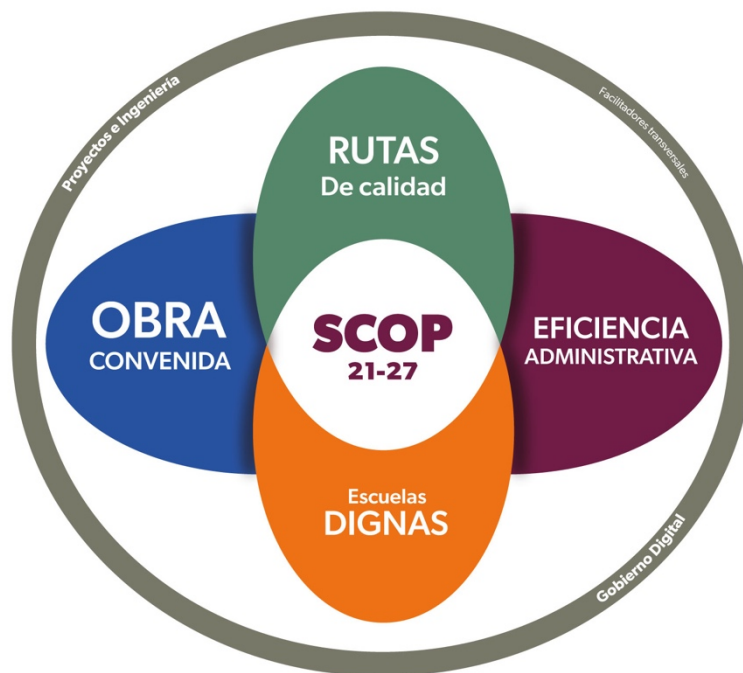 Proyectos e Ingeniería
Facilitadores transversales
RUTAS
De calidad
OBRA
CONVENIDA
SCOP
21-27
EFICIENCIA
ADMINISTRATIVA
Escuelas
DIGNAS
Gobierno Digital